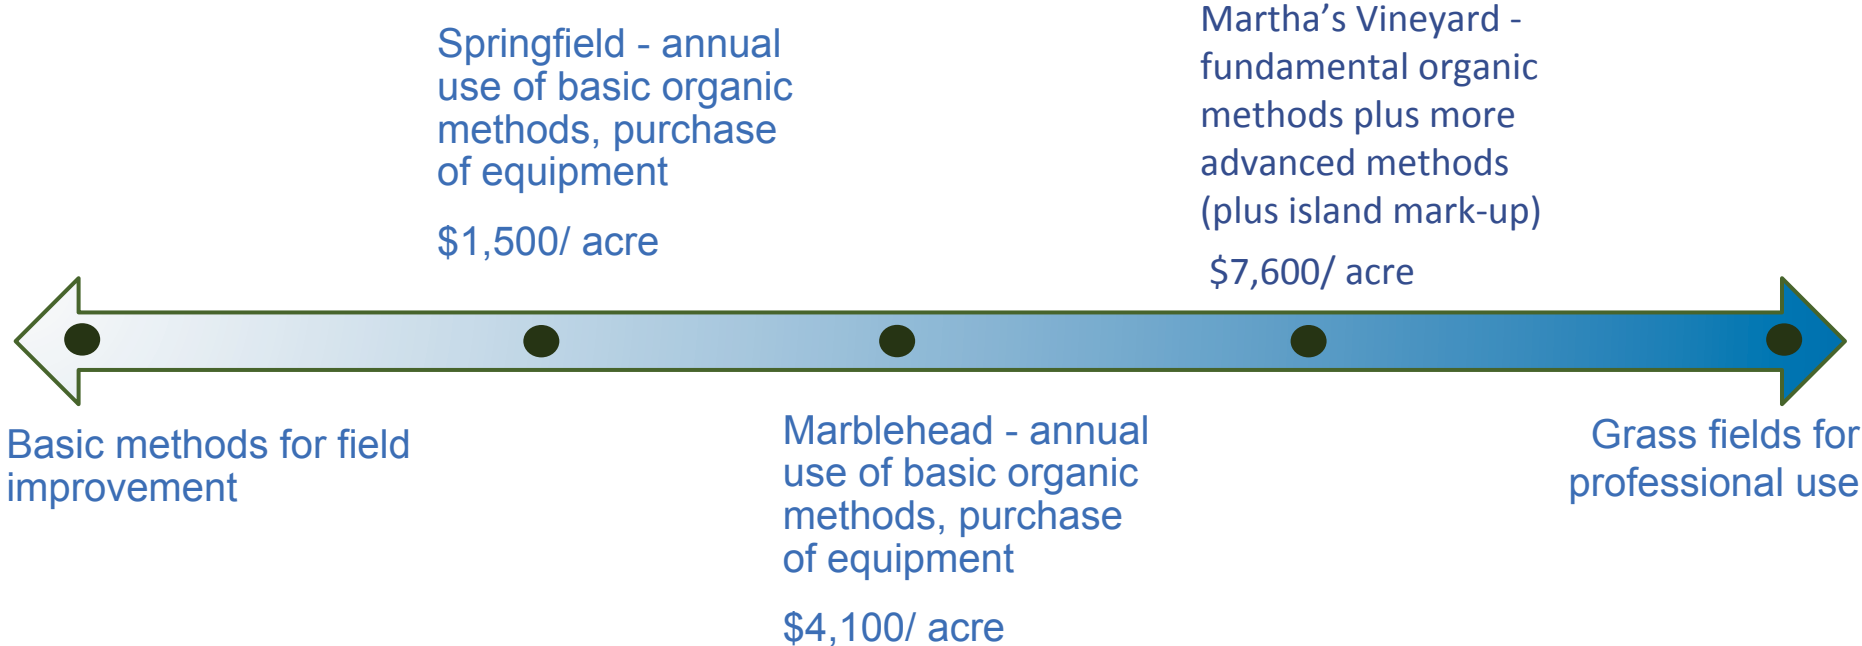 Springfield - annual
use of basic organic
methods, purchase
of equipment
$1,500/ acre
Martha’s Vineyard -
fundamental organic
methods plus more
advanced methods
(plus island mark-up)
$7,600/ acre
Basic methods for field
improvement
Marblehead - annual
use of basic organic
methods, purchase
of equipment
$4,100/ acre
Grass fields for
professional use